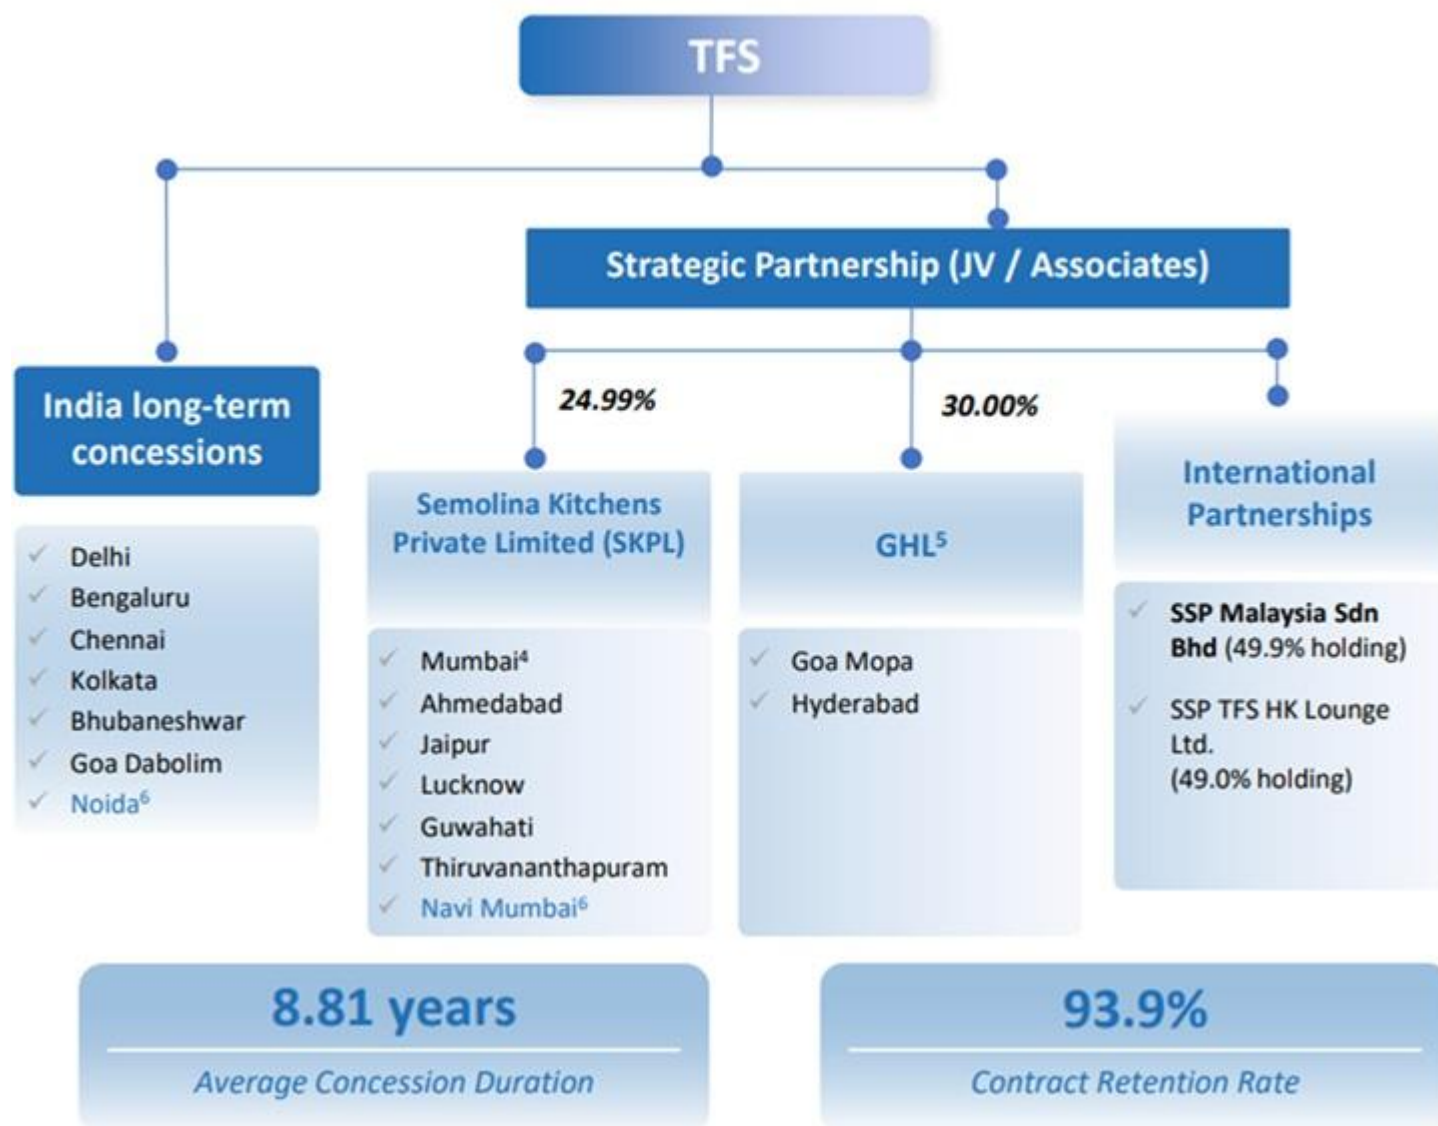 TFS
Strategic Partnership (JV / Associates)
India long-term
concessions
Delhi
Bengaluru
Chennai
Kolkata
Bhubaneshwar
Goa Dabolim
Noida⁶
24.99%
Semolina Kitchens
Private Limited (SKPL)
Mumbai⁴
Ahmedabad
Jaipur
Lucknow
Guwahati
Thiruvananthapuram
Navi Mumbai⁶
30.00%
GHL⁵
Goa Mopa
Hyderabad
International
Partnerships
SSP Malaysia Sdn
Bhd (49.9% holding)
SSP TFS HK Lounge
Ltd.
(49.0% holding)
8.81 years
Average Concession Duration
93.9%
Contract Retention Rate